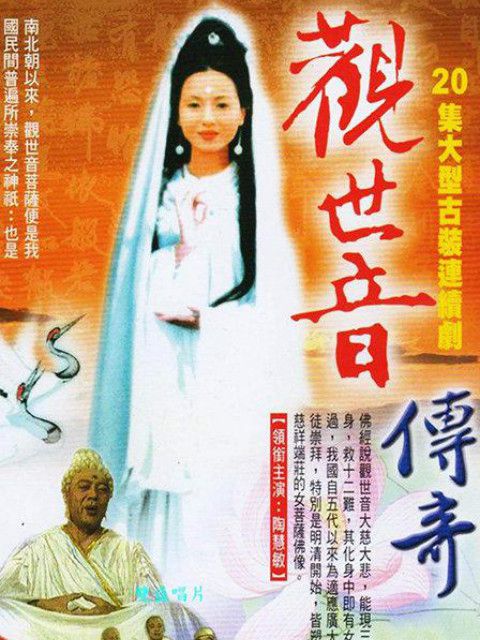 觀世音
傳奇
20集大型古裝連續劇
南北朝以來，觀世音菩薩便是我
國民間普遍所崇奉之神祇：也是
佛經說觀世音大慈大悲，能現三
身，救十二難，其化身中即有女
過，我國自五代以來為適應廣大
徒崇拜，特別是明清開始，皆塑
慈祥端莊的女菩薩佛像。
【領銜主演：陶慧敏】
唱片